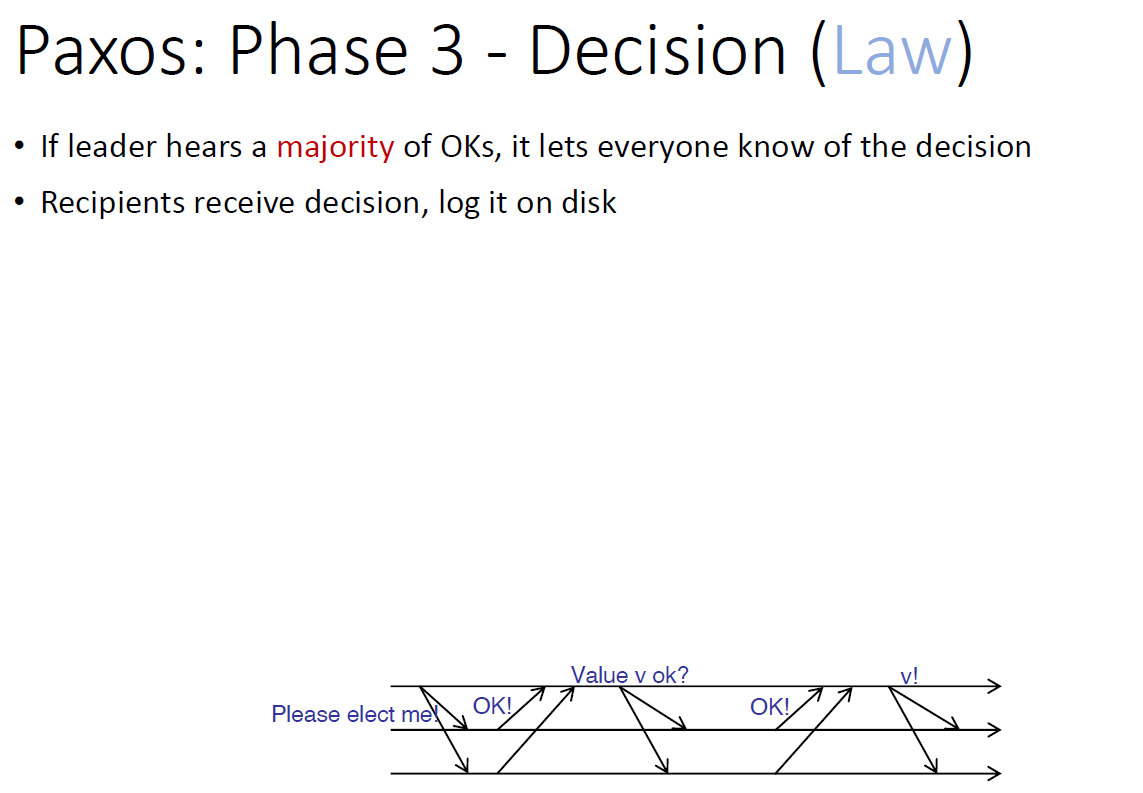 Paxos: Phase 3 - Decision (Law)
• If leader hears a majority of OKs, it lets everyone know of the decision
• Recipients receive decision, log it on disk
Value v ok?
v!
Please elect me!
OK!
OK!